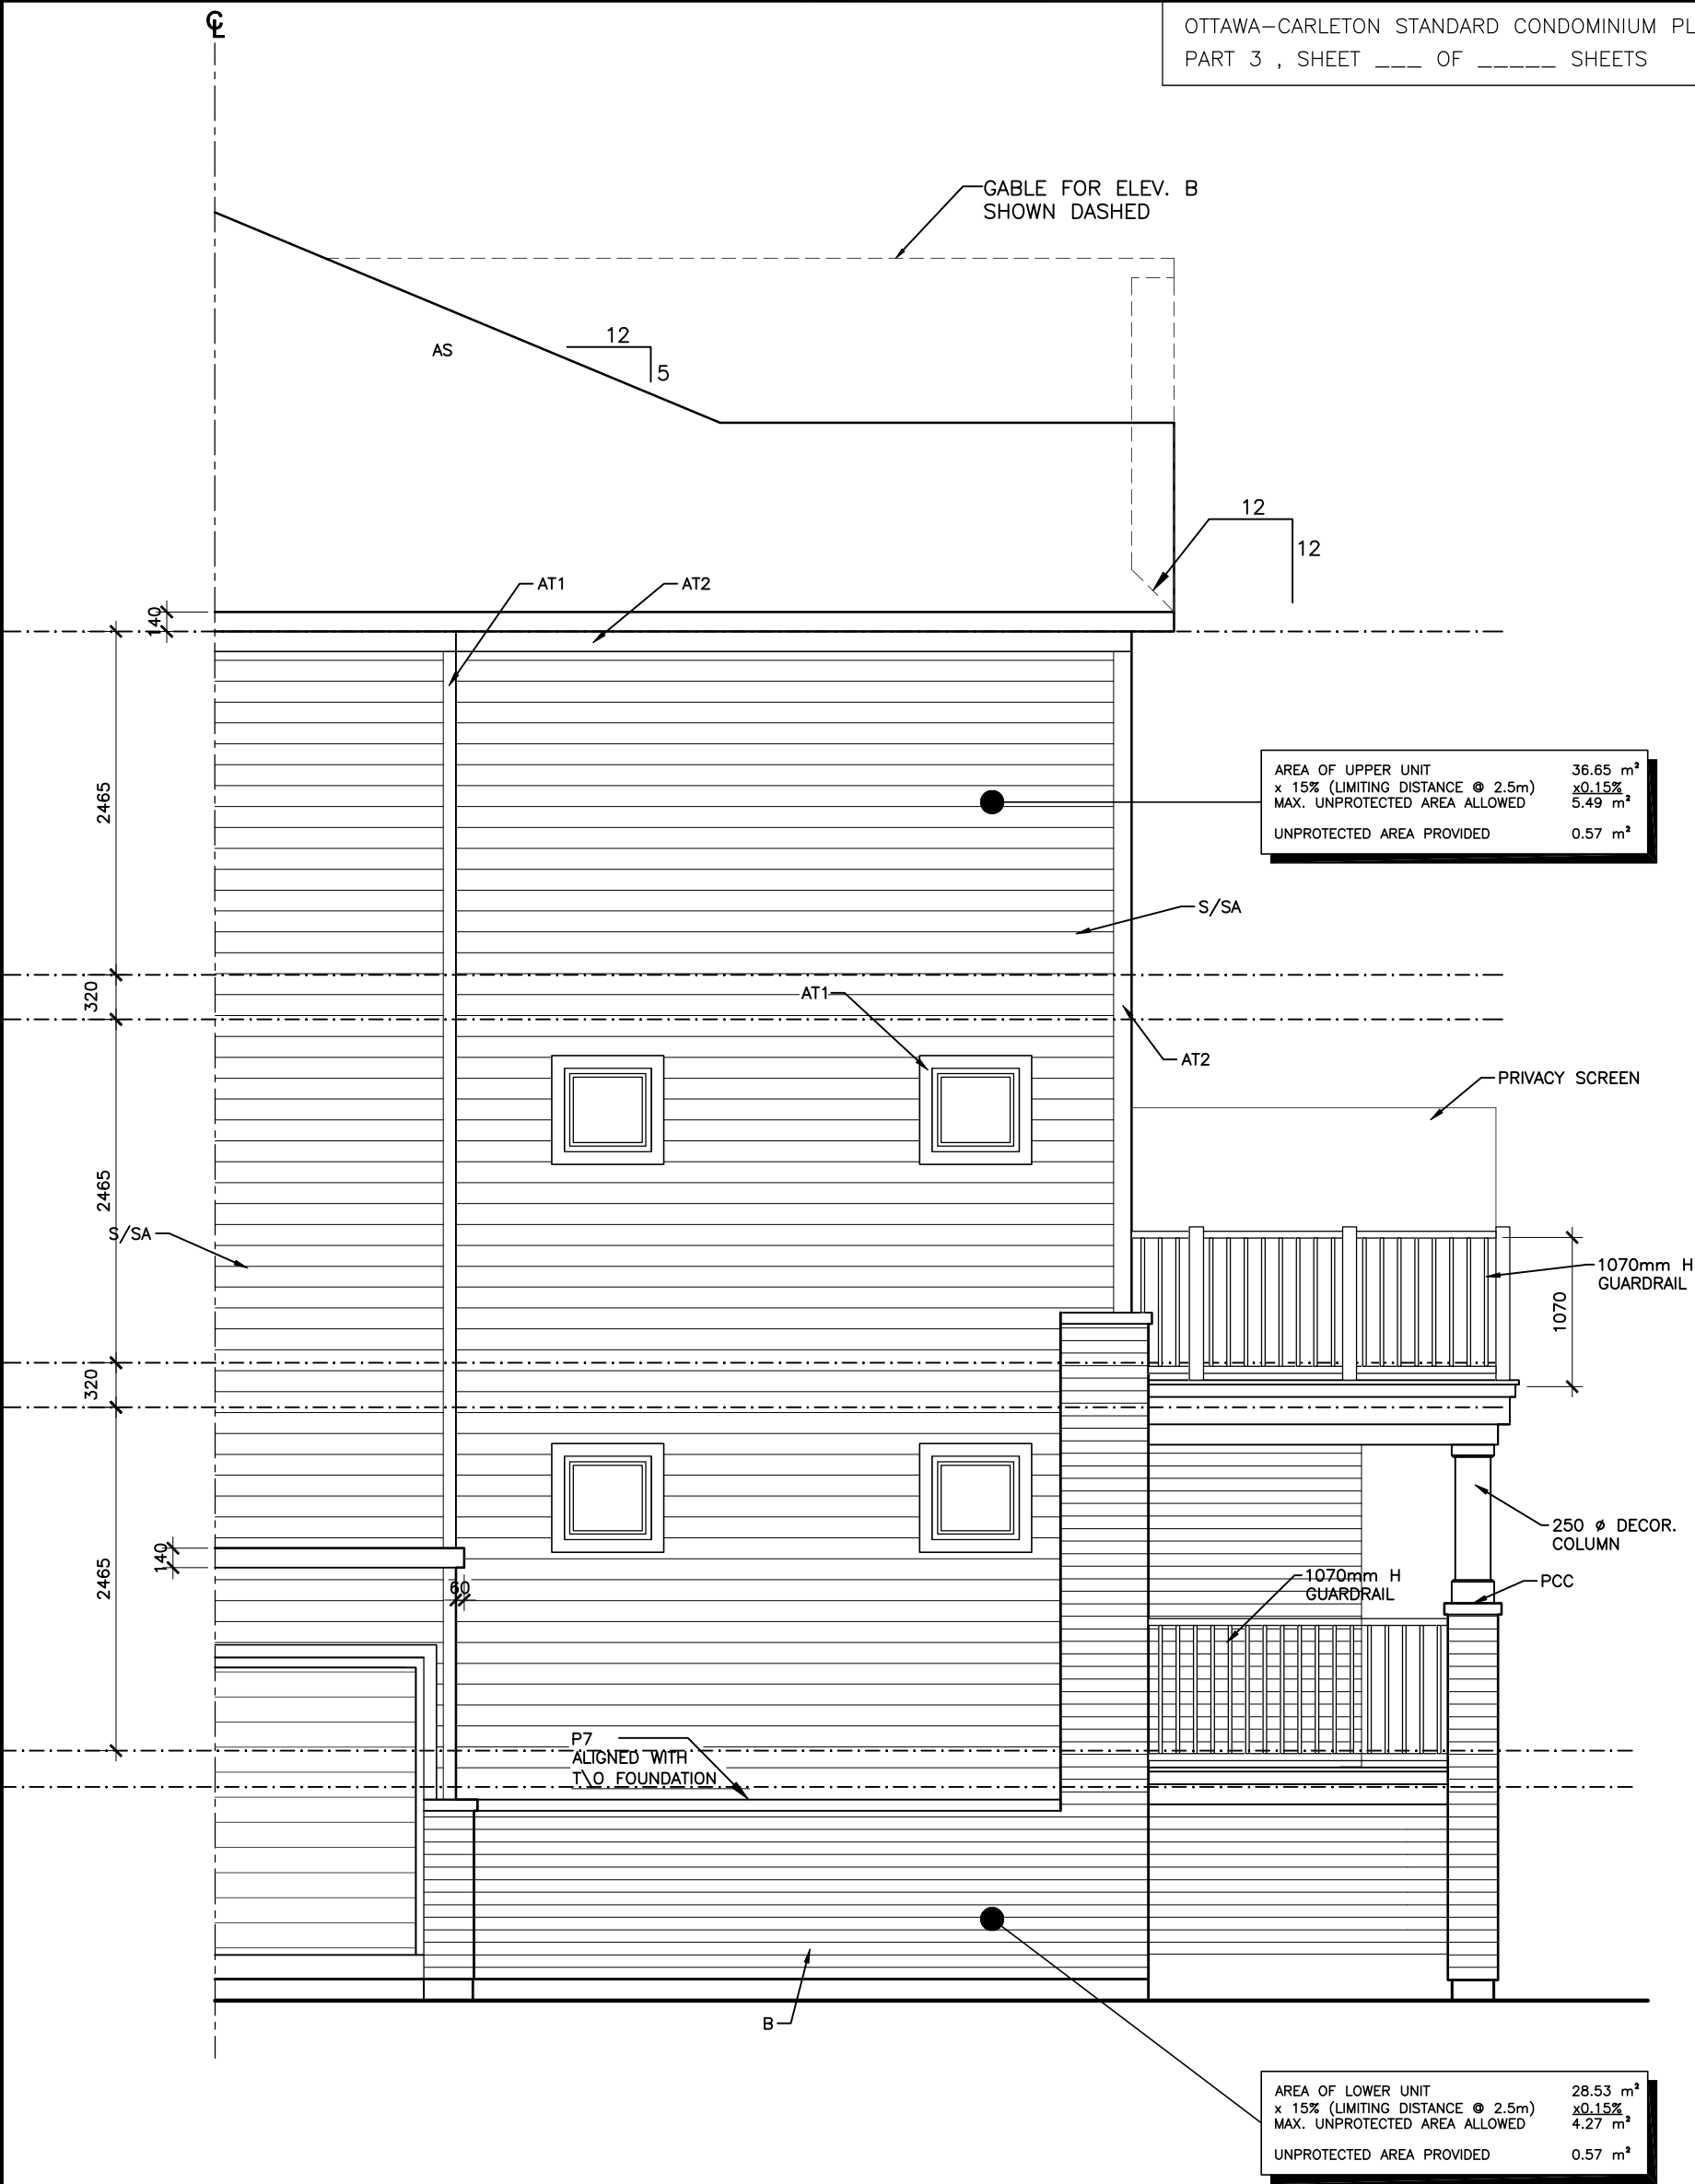 OTTAWA-CARLETON STANDARD CONDOMINIUM
PART 3 , SHEET ___ OF _____ SHEETS
℄
GABLE FOR ELEV. B
SHOWN DASHED
12
5
AS
12
12
AT1
AT2
140
2465
AREA OF UPPER UNIT 36.65 m²
x 15% (LIMITING DISTANCE @ 2.5m) x0.15%
MAX. UNPROTECTED AREA ALLOWED 5.49 m²
UNPROTECTED AREA PROVIDED 0.57 m²
S/SA
320
AT1
AT2
PRIVACY SCREEN
2465
S/SA
1070mm H
GUARDRAIL
1070
320
250 ø DECOR.
COLUMN
140
60
2465
1070mm H
GUARDRAIL
PCC
P7
ALIGNED WITH
T\O FOUNDATION
B
AREA OF LOWER UNIT 28.53 m²
x 15% (LIMITING DISTANCE @ 2.5m) x0.15%
MAX. UNPROTECTED AREA ALLOWED 4.27 m²
UNPROTECTED AREA PROVIDED 0.57 m²